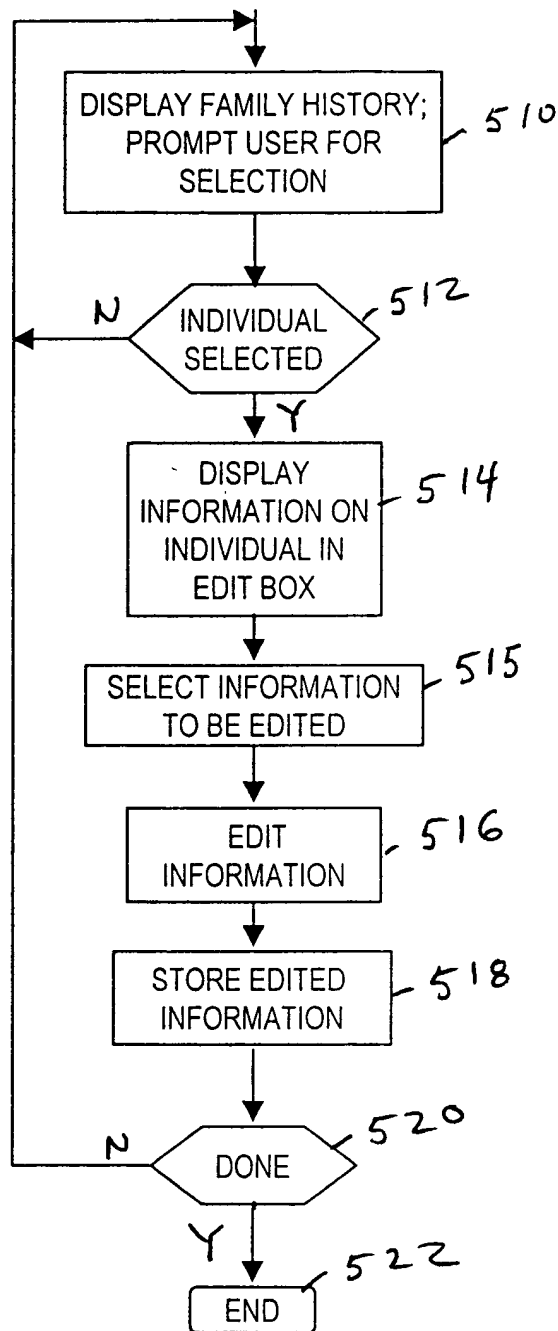 DISPLAY FAMILY HISTORY;
PROMPT USER FOR
SELECTION
510
INDIVIDUAL
SELECTED
512
N
Y
DISPLAY
INFORMATION ON
INDIVIDUAL IN
EDIT BOX
514
SELECT INFORMATION
TO BE EDITED
515
EDIT
INFORMATION
516
STORE EDITED
INFORMATION
518
DONE
520
N
Y
END
522